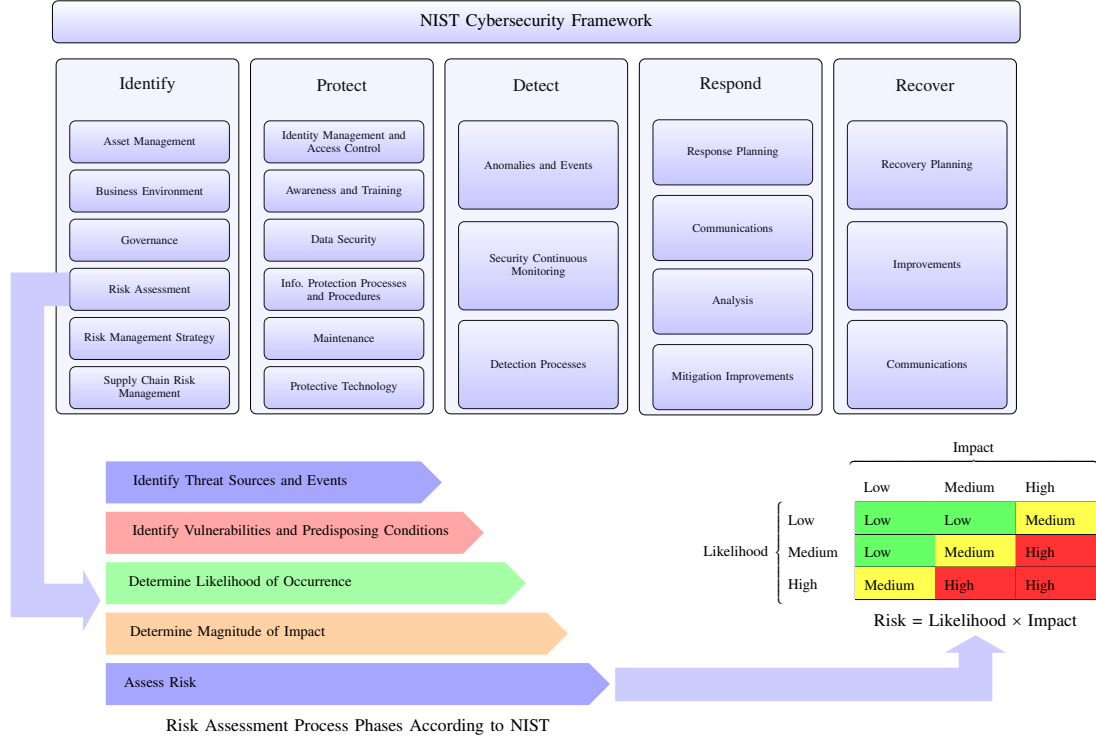 NIST Cybersecurity Framework
Identify
Asset Management
Business Environment
Governance
Risk Assessment
Risk Management Strategy
Supply Chain Risk
Management
Protect
Identity Management and
Access Control
Awareness and Training
Data Security
Info. Protection Processes
and Procedures
Maintenance
Protective Technology
Detect
Anomalies and Events
Security Continuous
Monitoring
Detection Processes
Respond
Response Planning
Communications
Analysis
Mitigation Improvements
Recover
Recovery Planning
Improvements
Communications
Identify Threat Sources and Events
Identify Vulnerabilities and Predisposing Conditions
Determine Likelihood of Occurrence
Determine Magnitude of Impact
Assess Risk
Risk Assessment Process Phases According to NIST
Impact
Low Medium High
Likelihood
Low Low Low Medium
Medium Low Medium High
High Medium High High
Risk = Likelihood × Impact